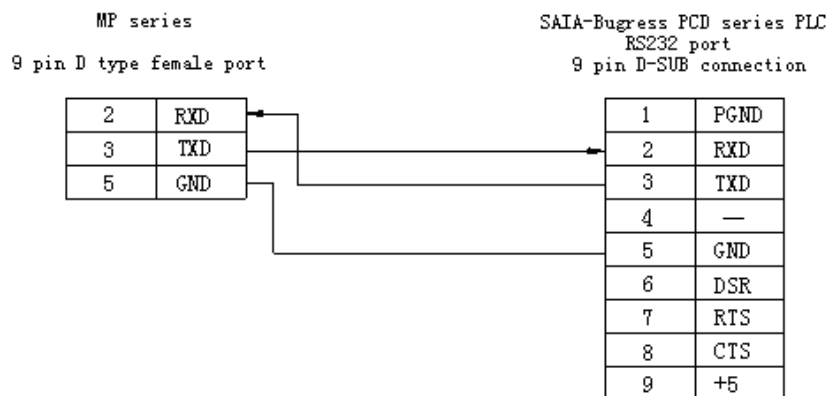 MP series
9 pin D type female port
SAIA-Bugress PCD series PLC
RS232 port
9 pin D-SUB connection
2 RXD
3 TXD
5 GND
1 PGND
2 RXD
3 TXD
4 —
5 GND
6 DSR
7 RTS
8 CTS
9 +5